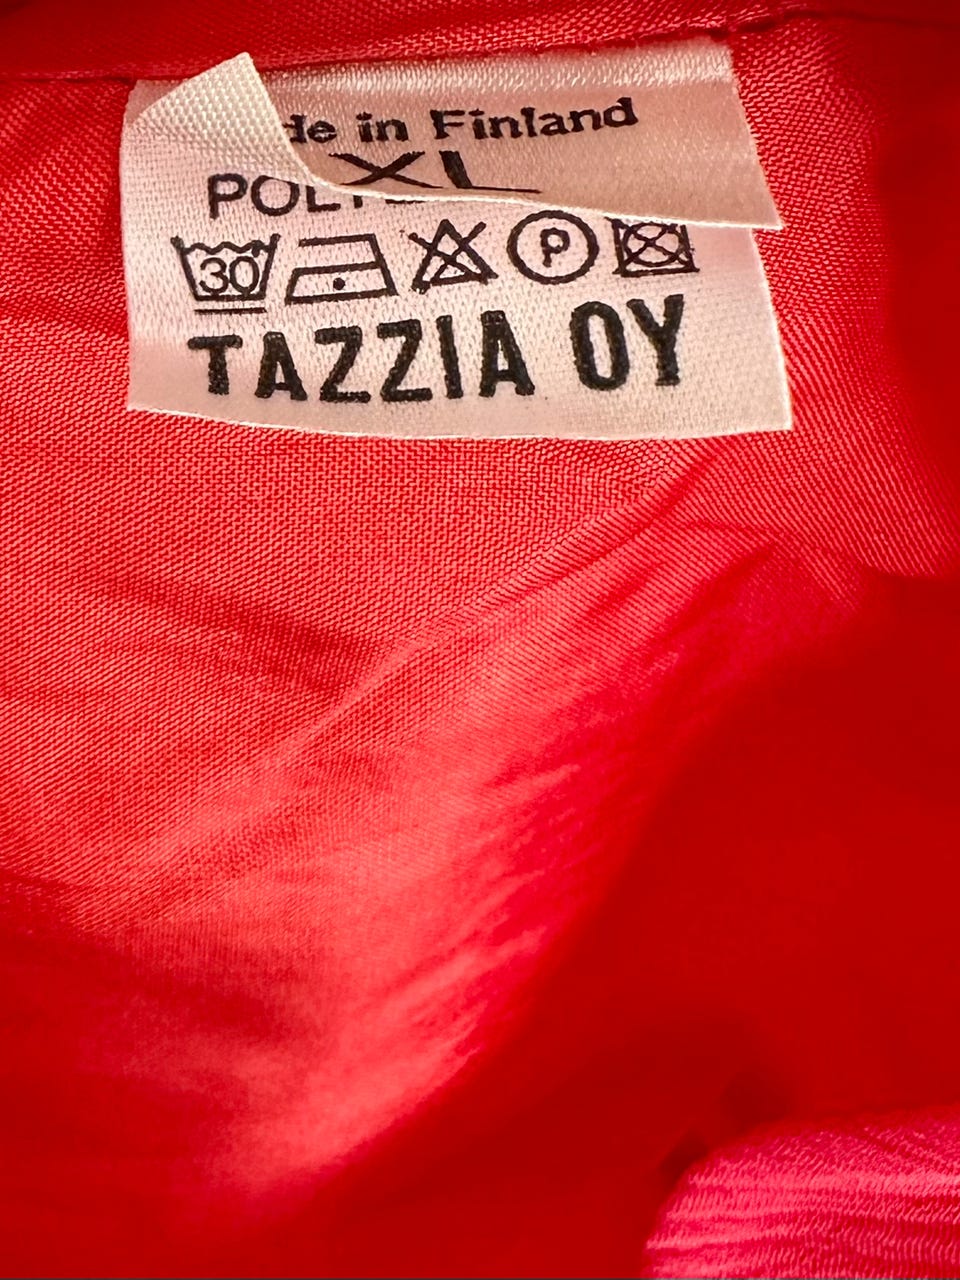 de in Finland
XL
30 P
TAZZIA OY